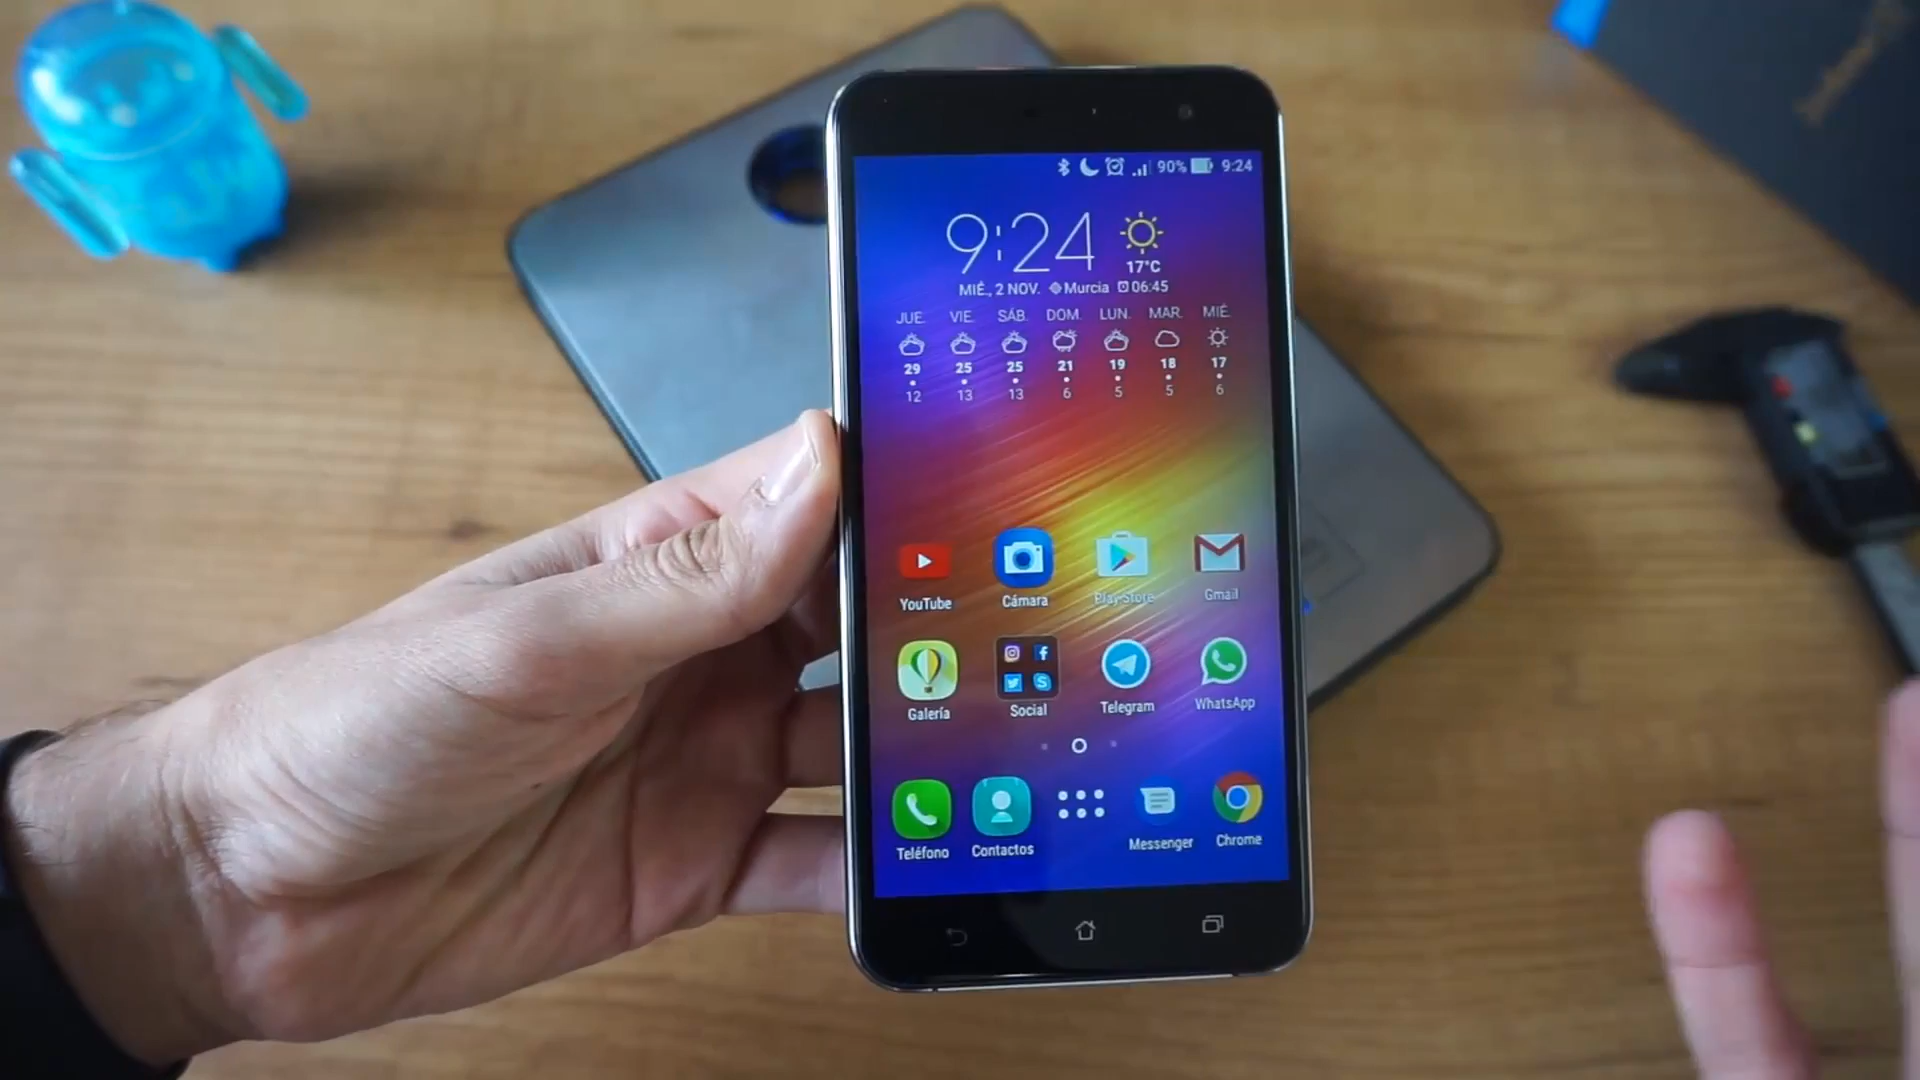 90% 9:24
9:24
17°C
MIÉ., 2 NOV. Murcia 06:45
JUE. VIE. SÁB. DOM. LUN. MAR. MIÉ.
29 25 25 21 19 18 17
12 13 13 6 5 5 6
YouTube Cámara Play Store Gmail
Galería Social Telegram WhatsApp
Teléfono Contactos Messenger Chrome